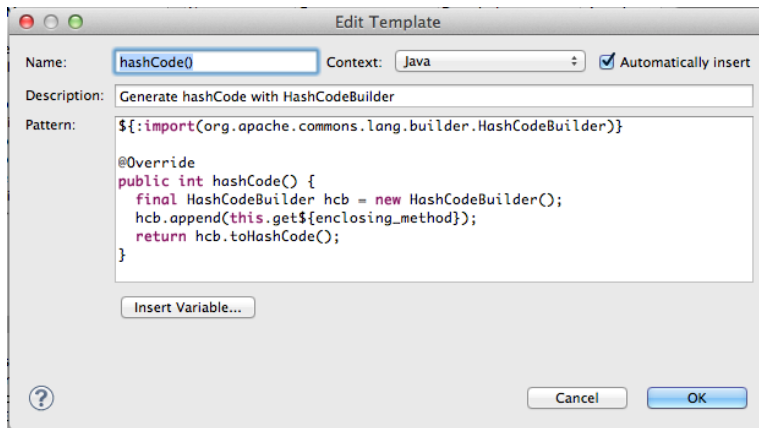 Edit Template
Name: hashCode() Context: Java Automatically insert
Description: Generate hashCode with HashCodeBuilder
Pattern: ${:import(org.apache.commons.lang.builder.HashCodeBuilder)}
@Override
public int hashCode() {
final HashCodeBuilder hcb = new HashCodeBuilder();
hcb.append(this.get${enclosing_method});
return hcb.toHashCode();
}
Insert Variable...
? Cancel OK